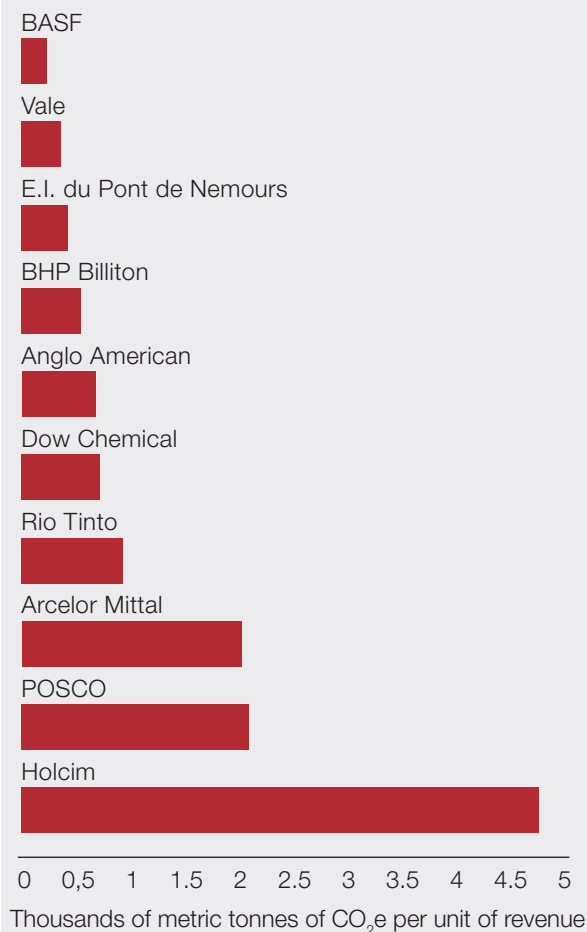 BASF
Vale
E.I. du Pont de Nemours
BHP Billiton
Anglo American
Dow Chemical
Rio Tinto
Arcelor Mittal
POSCO
Holcim
0 0,5 1 1.5 2 2.5 3 3.5 4 4.5 5
Thousands of metric tonnes of CO₂e per unit of revenue